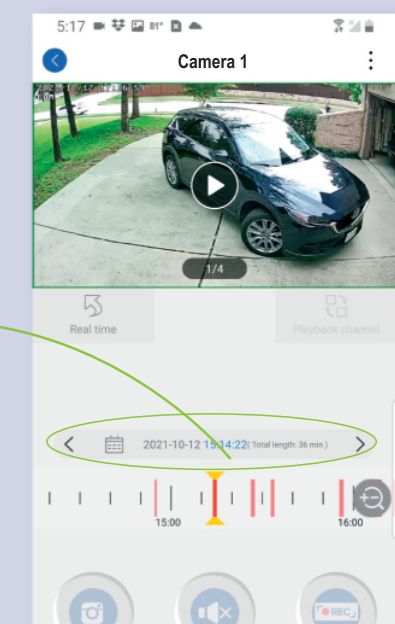 5:17 81°
Camera 1
1/4
Real time
Playback channel
2021-10-12 15:14:22( Total length: 36 min )
15:00
16:00
REC